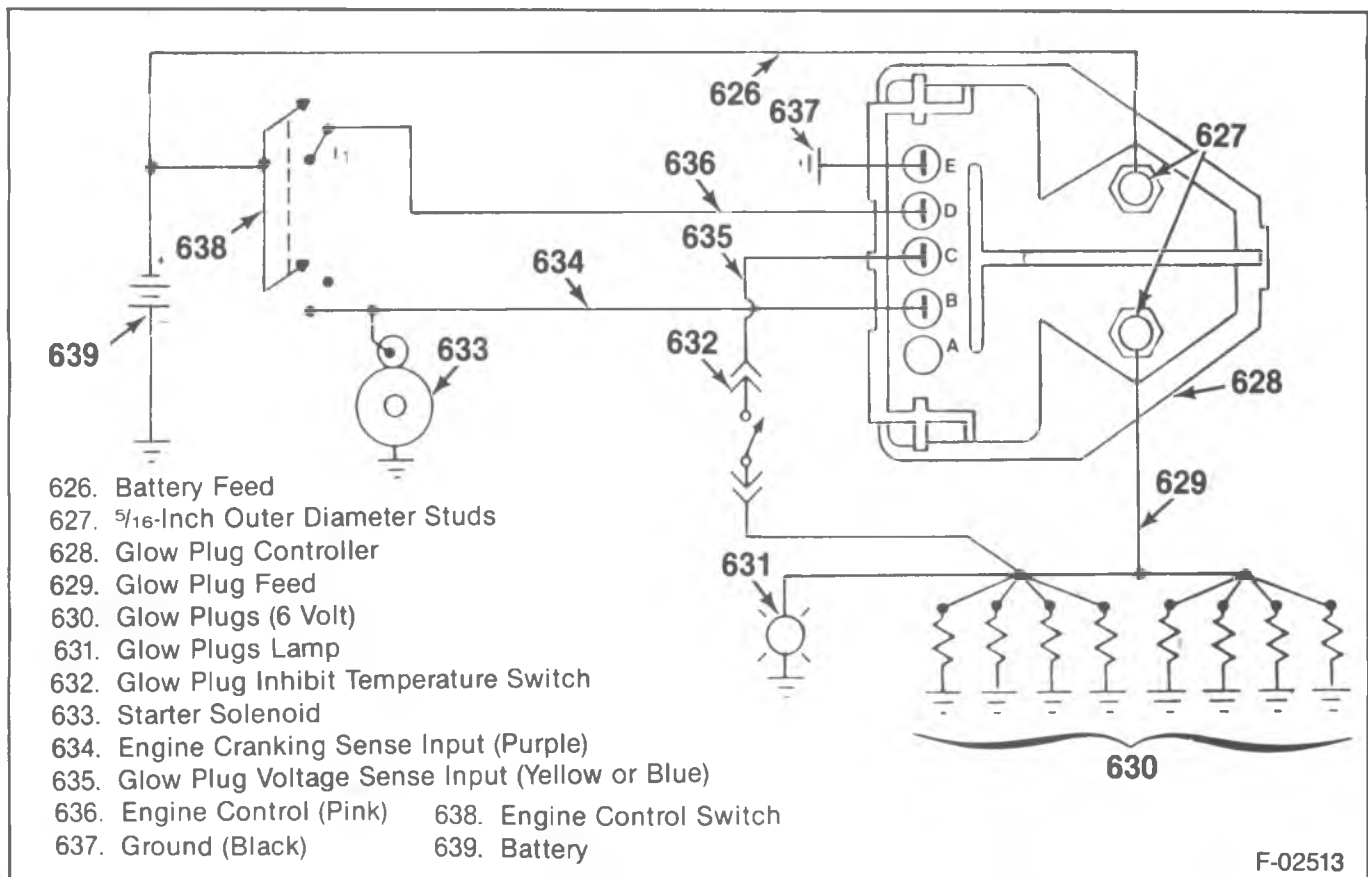 626
637
627
636
E
D
638
635
C
634
B
+
−
639
633
632
A
628
629
631
630
626. Battery Feed
627. 5/16-Inch Outer Diameter Studs
628. Glow Plug Controller
629. Glow Plug Feed
630. Glow Plugs (6 Volt)
631. Glow Plugs Lamp
632. Glow Plug Inhibit Temperature Switch
633. Starter Solenoid
634. Engine Cranking Sense Input (Purple)
635. Glow Plug Voltage Sense Input (Yellow or Blue)
636. Engine Control (Pink) 638. Engine Control Switch
637. Ground (Black) 639. Battery
F-02513